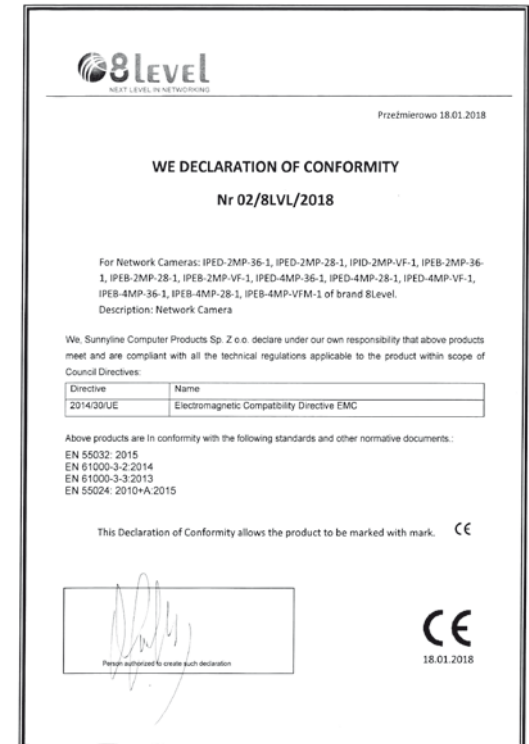 8level
NEXT LEVEL IN NETWORKING
Przeźmierowo 18.01.2018
WE DECLARATION OF CONFORMITY
Nr 02/8LVL/2018
For Network Cameras: IPED-2MP-36-1, IPED-2MP-28-1, IPID-2MP-VF-1, IPEB-2MP-36-
1, IPEB-2MP-28-1, IPEB-2MP-VF-1, IPED-4MP-36-1, IPED-4MP-28-1, IPED-4MP-VF-1,
IPEB-4MP-36-1, IPEB-4MP-28-1, IPEB-4MP-VFM-1 of brand 8Level.
Description: Network Camera
We, Sunnyline Computer Products Sp. Z o.o. declare under our own responsibility that above products
meet and are compliant with all the technical regulations applicable to the product within scope of
Council Directives:
Directive Name
2014/30/UE Electromagnetic Compatibility Directive EMC
Above products are In conformity with the following standards and other normative documents.:
EN 55032: 2015
EN 61000-3-2:2014
EN 61000-3-3:2013
EN 55024: 2010+A:2015
This Declaration of Conformity allows the product to be marked with mark. CE
Person authorized to create such declaration
CE
18.01.2018